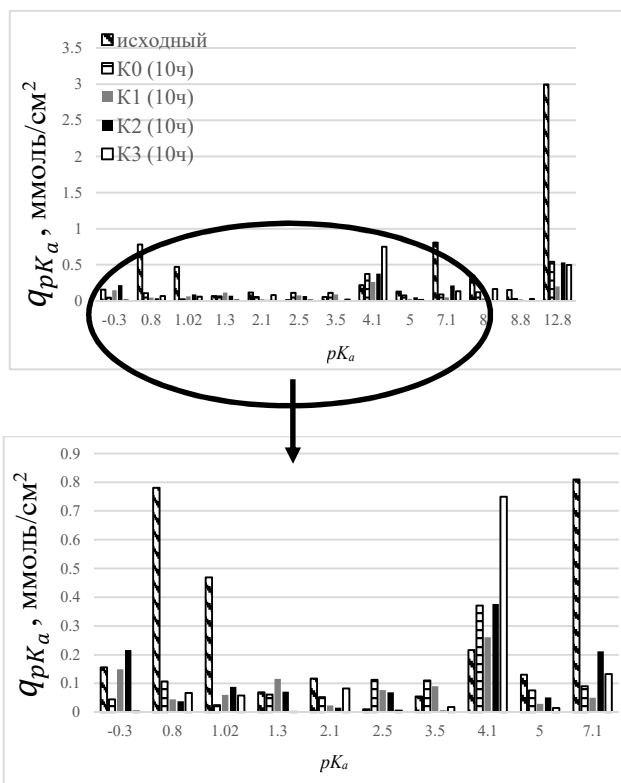 3.5
3
2.5
2
1.5
1
0.5
0
q_{pK_a}, ммоль/см²
исходный
К0 (10ч)
К1 (10ч)
К2 (10ч)
К3 (10ч)
-0.3 0.8 1.02 1.3 2.1 2.5 3.5 4.1 5 7.1 8 8.8 12.8
pKₐ
0.9
0.8
0.7
0.6
0.5
0.4
0.3
0.2
0.1
0
q_{pK_a}, ммоль/см²
-0.3 0.8 1.02 1.3 2.1 2.5 3.5 4.1 5 7.1
pKₐ